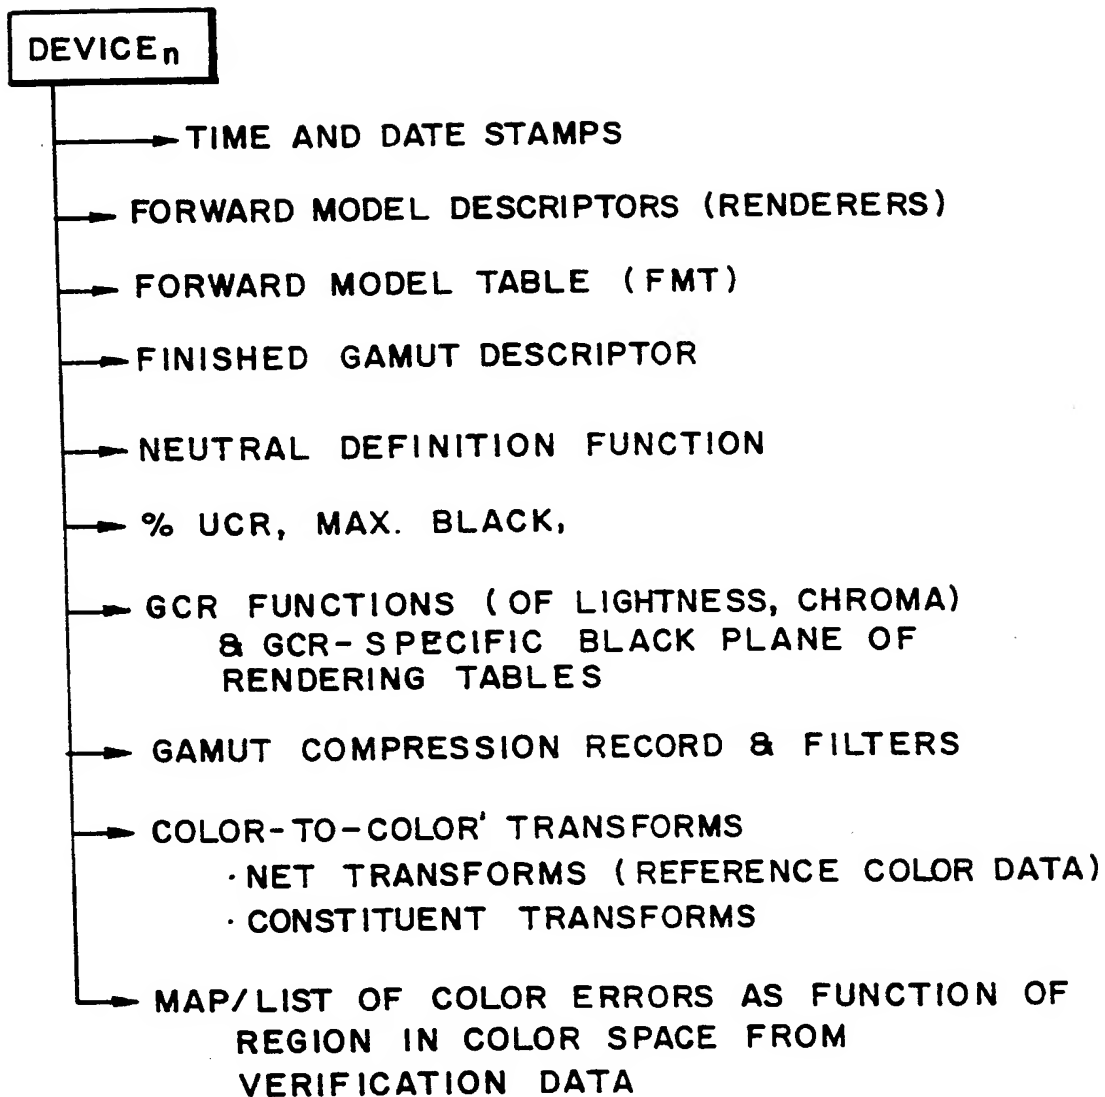 DEVICEn
TIME AND DATE STAMPS
FORWARD MODEL DESCRIPTORS (RENDERERS)
FORWARD MODEL TABLE (FMT)
FINISHED GAMUT DESCRIPTOR
NEUTRAL DEFINITION FUNCTION
% UCR, MAX. BLACK,
GCR FUNCTIONS (OF LIGHTNESS, CHROMA)
& GCR-SPECIFIC BLACK PLANE OF
RENDERING TABLES
GAMUT COMPRESSION RECORD & FILTERS
COLOR-TO-COLOR' TRANSFORMS
· NET TRANSFORMS (REFERENCE COLOR DATA)
· CONSTITUENT TRANSFORMS
MAP/LIST OF COLOR ERRORS AS FUNCTION OF
REGION IN COLOR SPACE FROM
VERIFICATION DATA